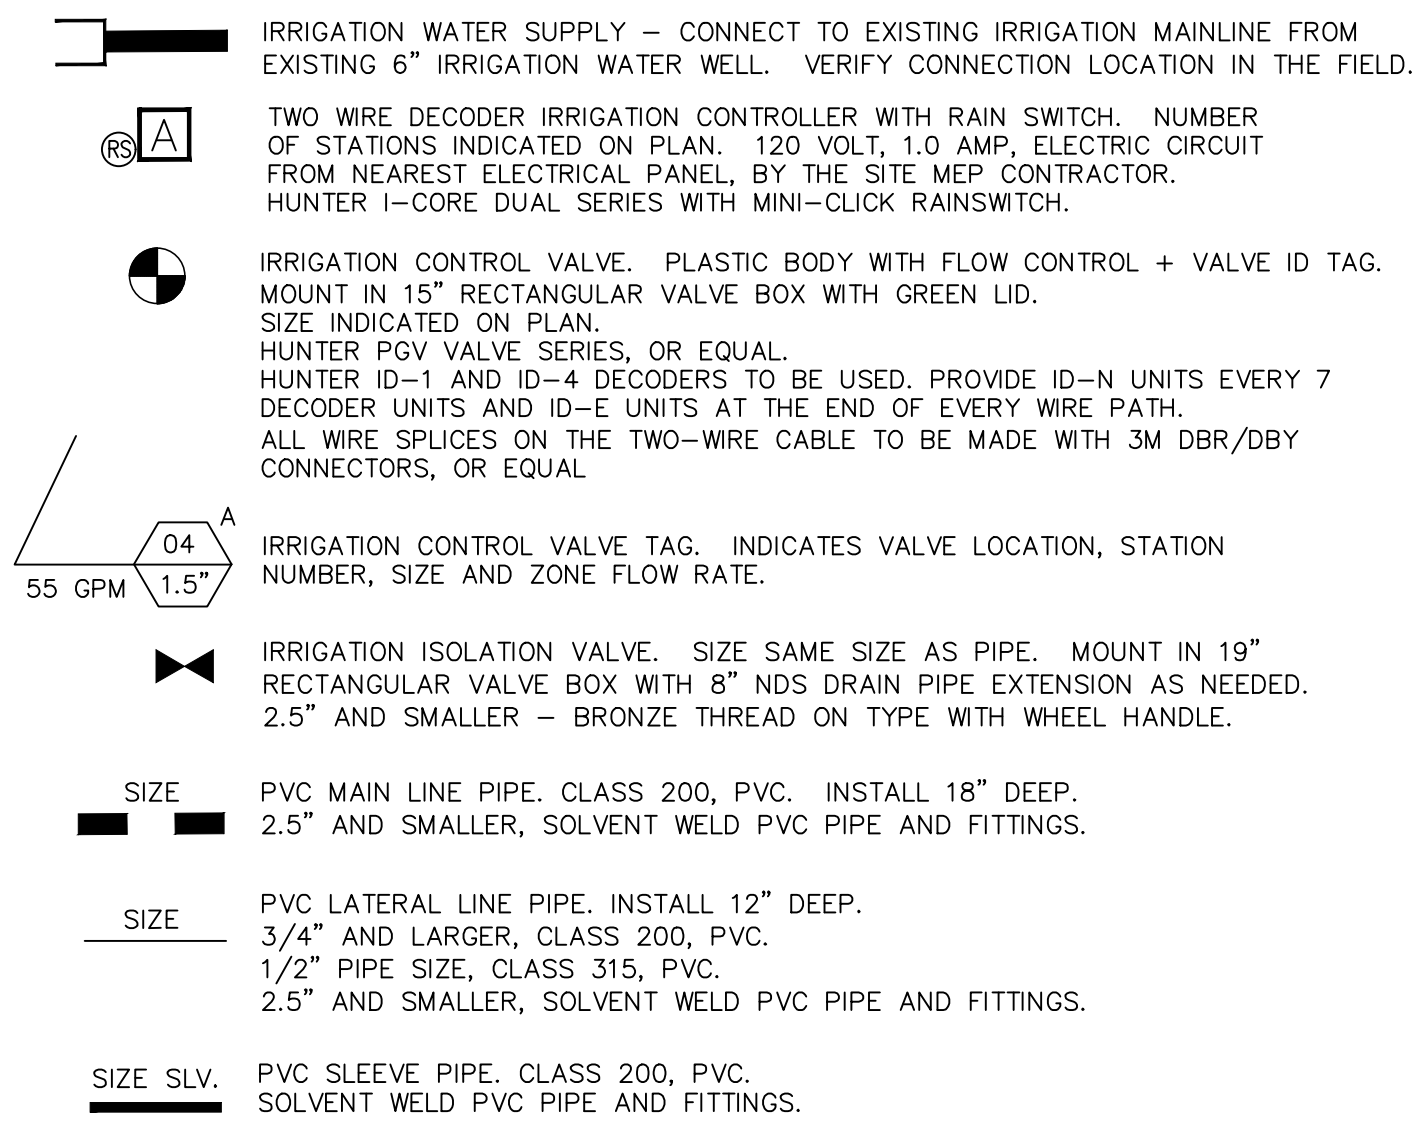 IRRIGATION WATER SUPPLY – CONNECT TO EXISTING IRRIGATION MAINLINE FROM
EXISTING 6" IRRIGATION WATER WELL. VERIFY CONNECTION LOCATION IN THE FIELD.
RS A
TWO WIRE DECODER IRRIGATION CONTROLLER WITH RAIN SWITCH. NUMBER
OF STATIONS INDICATED ON PLAN. 120 VOLT, 1.0 AMP, ELECTRIC CIRCUIT
FROM NEAREST ELECTRICAL PANEL, BY THE SITE MEP CONTRACTOR.
HUNTER I–CORE DUAL SERIES WITH MINI–CLICK RAINSWITCH.
IRRIGATION CONTROL VALVE. PLASTIC BODY WITH FLOW CONTROL + VALVE ID TAG.
MOUNT IN 15" RECTANGULAR VALVE BOX WITH GREEN LID.
SIZE INDICATED ON PLAN.
HUNTER PGV VALVE SERIES, OR EQUAL.
HUNTER ID–1 AND ID–4 DECODERS TO BE USED. PROVIDE ID–N UNITS EVERY 7
DECODER UNITS AND ID–E UNITS AT THE END OF EVERY WIRE PATH.
ALL WIRE SPLICES ON THE TWO–WIRE CABLE TO BE MADE WITH 3M DBR/DBY
CONNECTORS, OR EQUAL
A
04
55 GPM 1.5"
IRRIGATION CONTROL VALVE TAG. INDICATES VALVE LOCATION, STATION
NUMBER, SIZE AND ZONE FLOW RATE.
IRRIGATION ISOLATION VALVE. SIZE SAME SIZE AS PIPE. MOUNT IN 19"
RECTANGULAR VALVE BOX WITH 8" NDS DRAIN PIPE EXTENSION AS NEEDED.
2.5" AND SMALLER – BRONZE THREAD ON TYPE WITH WHEEL HANDLE.
SIZE
PVC MAIN LINE PIPE. CLASS 200, PVC. INSTALL 18" DEEP.
2.5" AND SMALLER, SOLVENT WELD PVC PIPE AND FITTINGS.
SIZE
PVC LATERAL LINE PIPE. INSTALL 12" DEEP.
3/4" AND LARGER, CLASS 200, PVC.
1/2" PIPE SIZE, CLASS 315, PVC.
2.5" AND SMALLER, SOLVENT WELD PVC PIPE AND FITTINGS.
SIZE SLV.
PVC SLEEVE PIPE. CLASS 200, PVC.
SOLVENT WELD PVC PIPE AND FITTINGS.